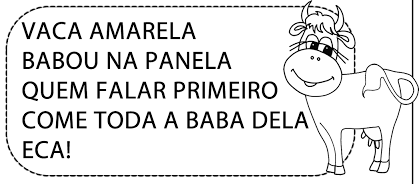 VACA AMARELA
BABOU NA PANELA
QUEM FALAR PRIMEIRO
COME TODA A BABA DELA
ECA!